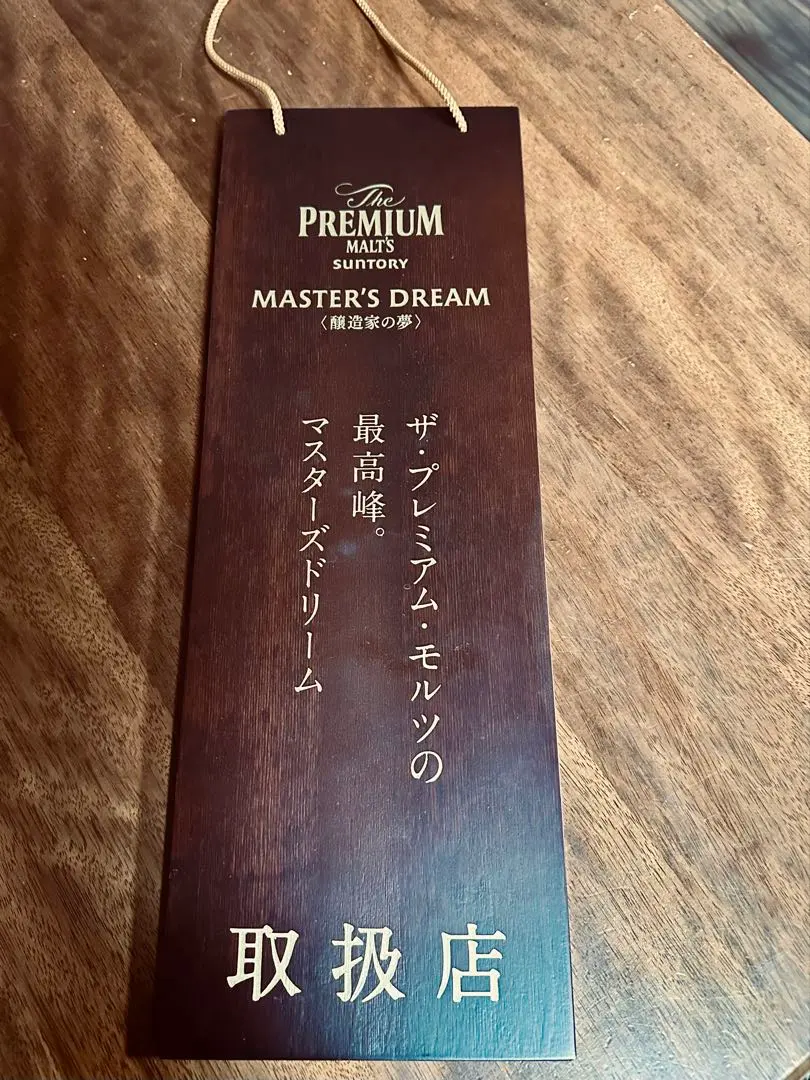 The
PREMIUM
MALT'S
SUNTORY
MASTER'S DREAM
〈醸造家の夢〉
ザ・プレミアム・モルツの
最高峰。
マスターズドリーム
取扱店